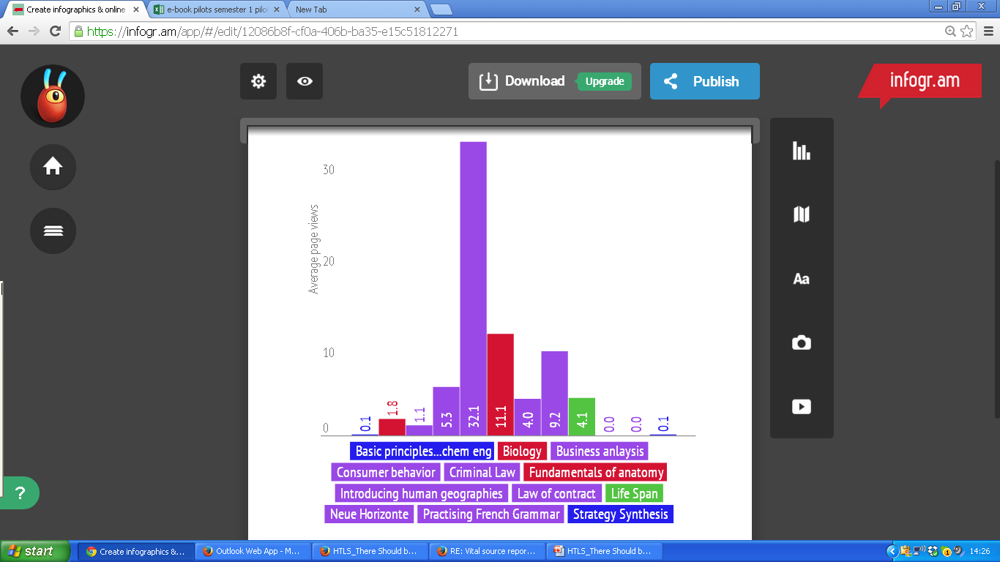 Create infographics & online
e-book pilots semester 1 pilo
New Tab
https://infogr.am/app/#/edit/12086b8f-cf0a-406b-ba35-e15c51812271
Download Upgrade
Publish
infogr.am
Average page views
30
20
10
0
0.1 1.8 1.1 5.3 32.1 11.1 4.0 9.2 4.1 0.0 0.0 0.1
Basic principles...chem eng Biology Business anlaysis
Consumer behavior Criminal Law Fundamentals of anatomy
Introducing human geographies Law of contract Life Span
Neue Horizonte Practising French Grammar Strategy Synthesis
Aa
?
start Create infographics &... Outlook Web App - M... HTLS_There Should b... RE: Vital source repor... HTLS_There Should b... 14:26